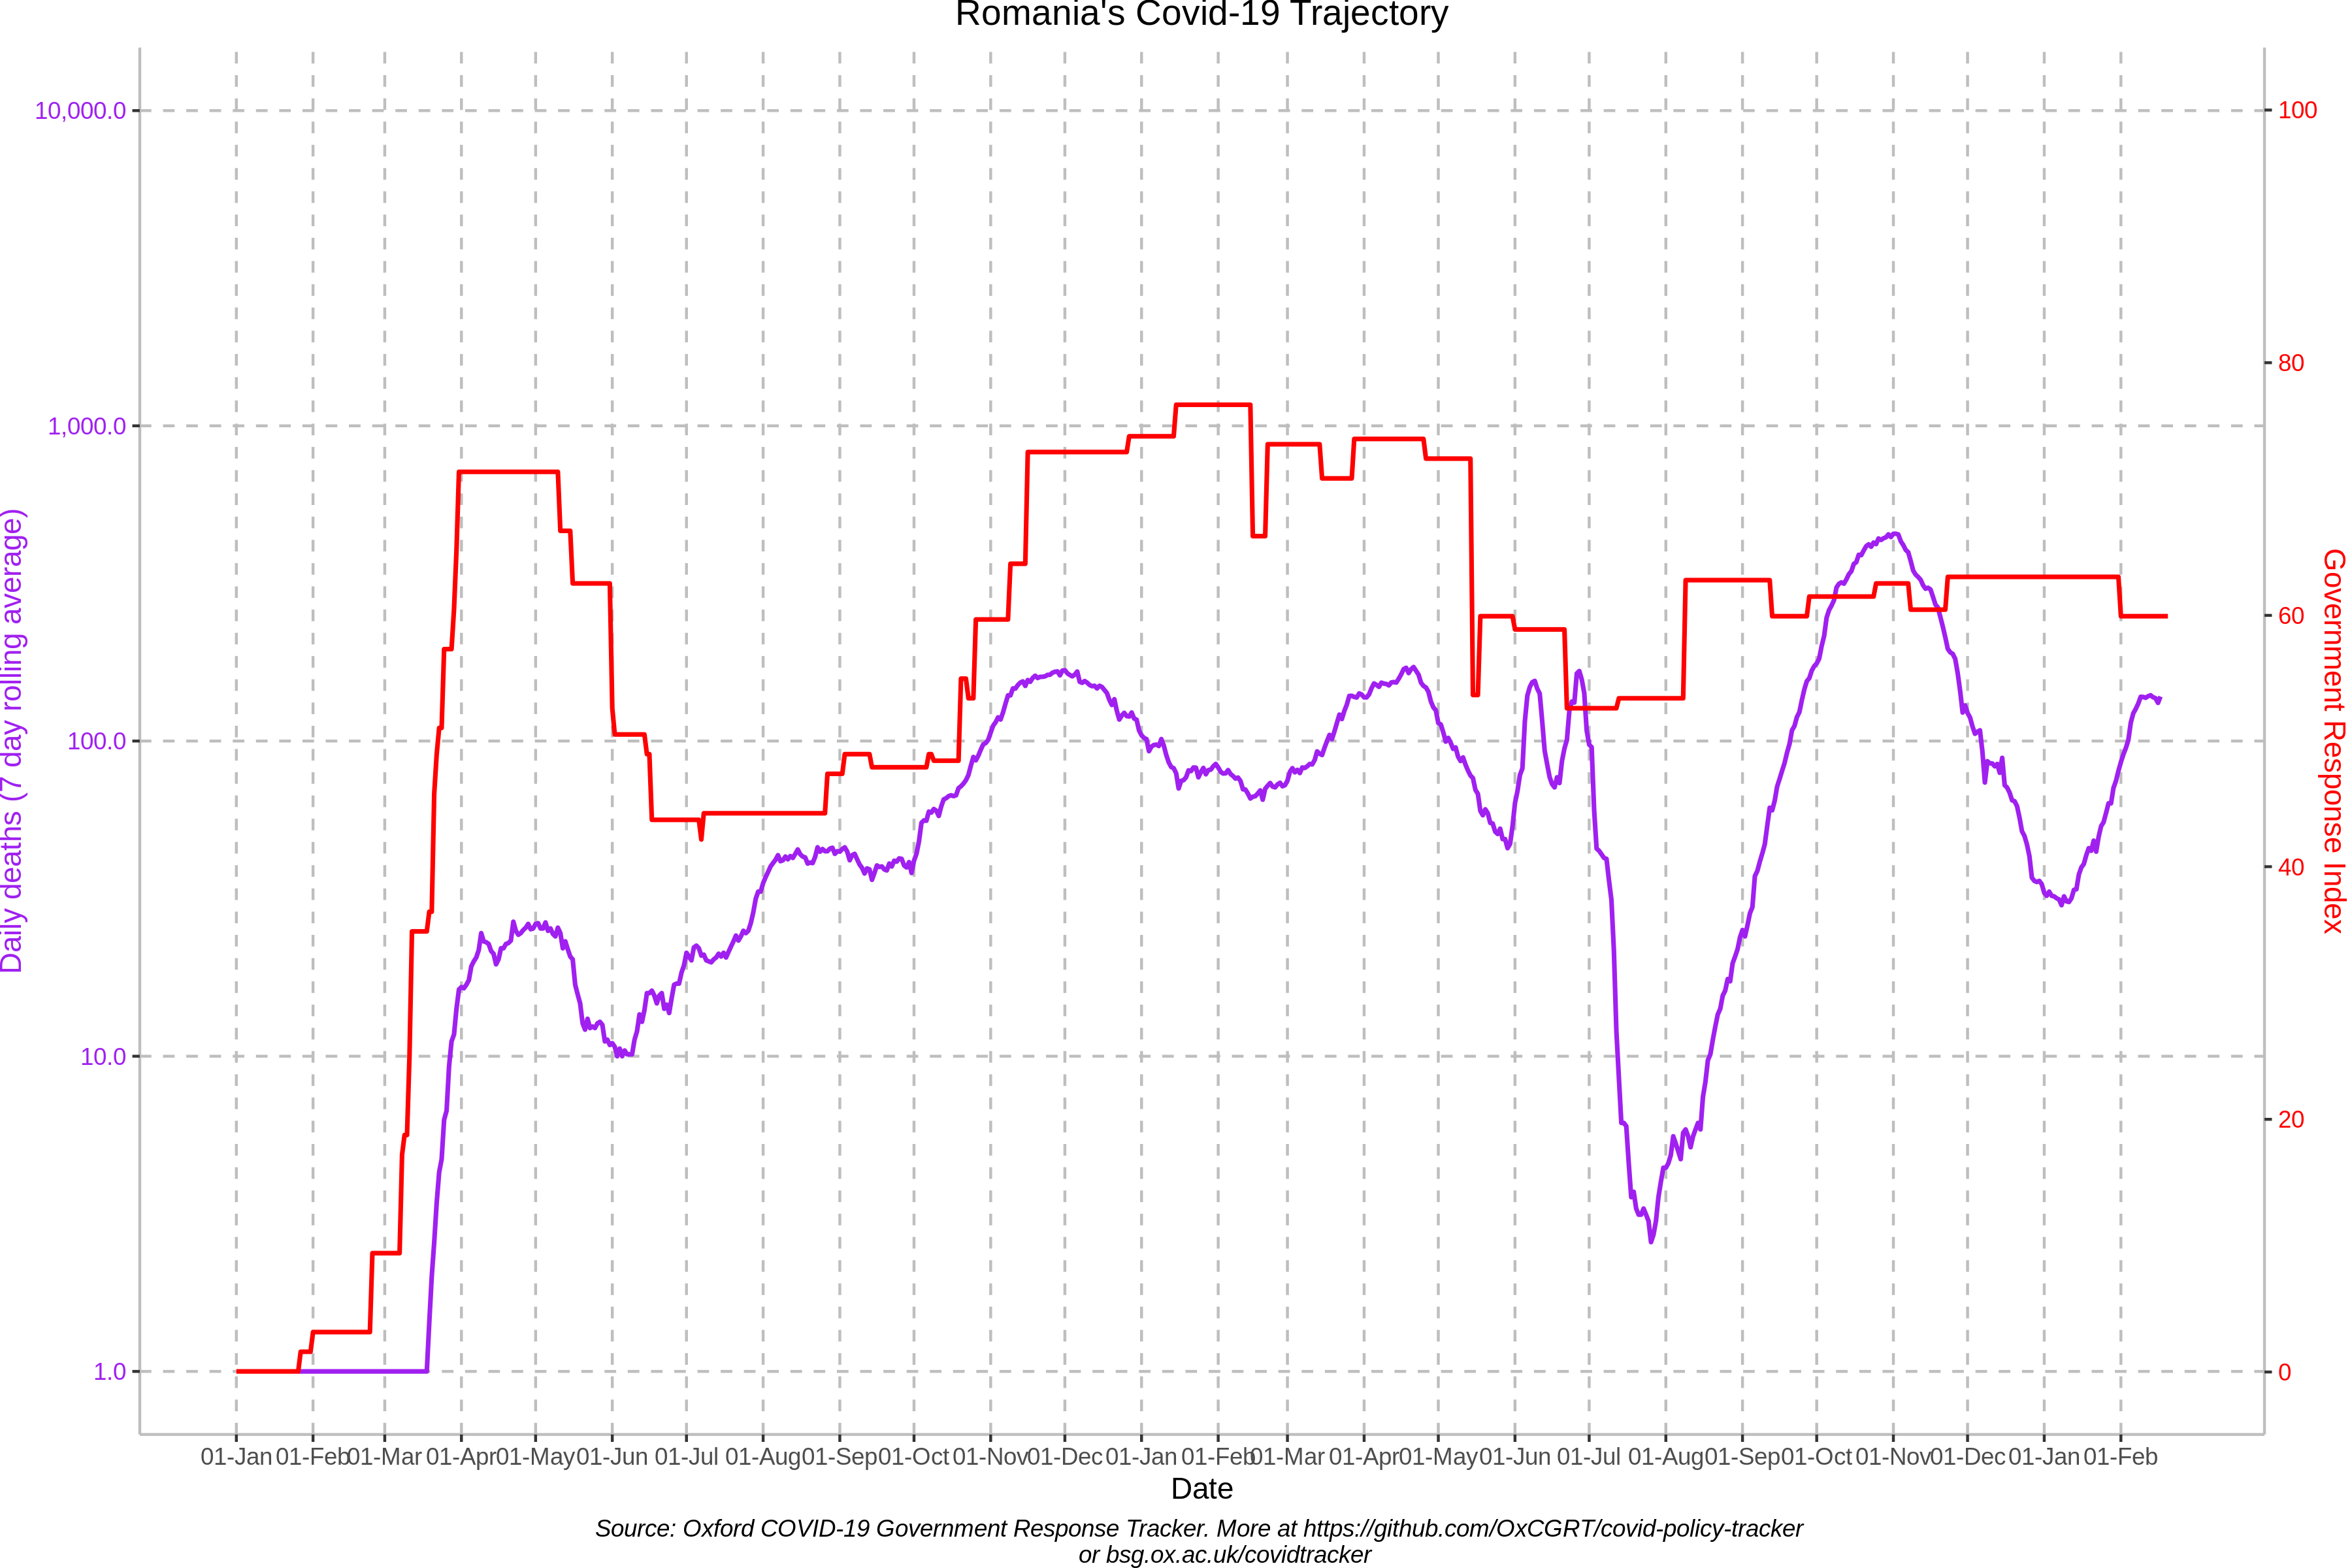 Romania's Covid-19 Trajectory
10,000.0
1,000.0
100.0
10.0
1.0
Daily deaths (7 day rolling average)
100
80
60
40
20
0
Government Response Index
01-Jan 01-Feb 01-Mar 01-Apr 01-May 01-Jun 01-Jul 01-Aug 01-Sep 01-Oct 01-Nov 01-Dec 01-Jan 01-Feb 01-Mar 01-Apr 01-May 01-Jun 01-Jul 01-Aug 01-Sep 01-Oct 01-Nov 01-Dec 01-Jan 01-Feb
Date
Source: Oxford COVID-19 Government Response Tracker. More at https://github.com/OxCGRT/covid-policy-tracker
or bsg.ox.ac.uk/covidtracker